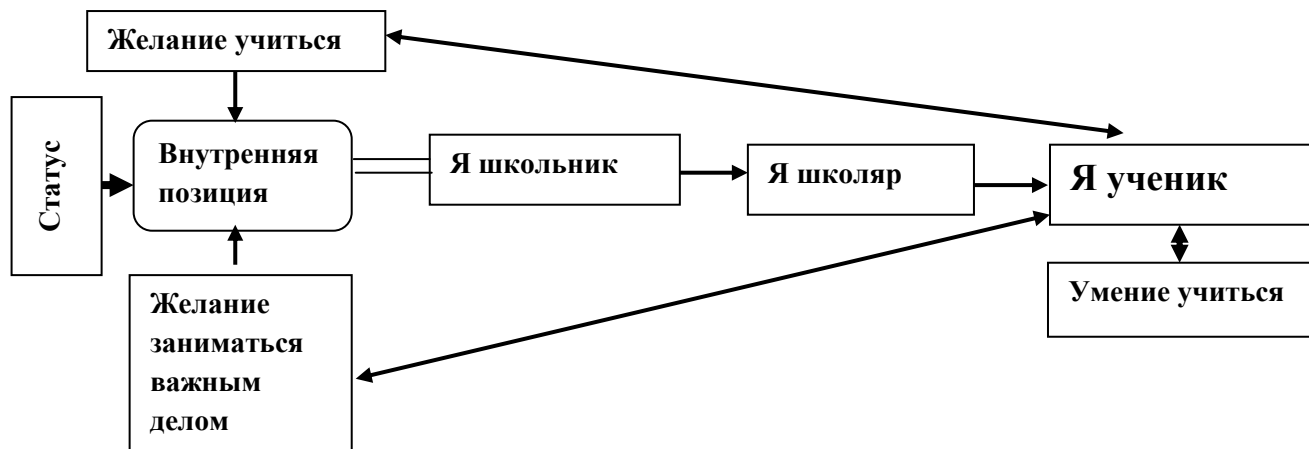 Желание учиться
Статус
Внутренняя
позиция
Я школьник
Я школяр
Я ученик
Умение учиться
Желание
заниматься
важным
делом